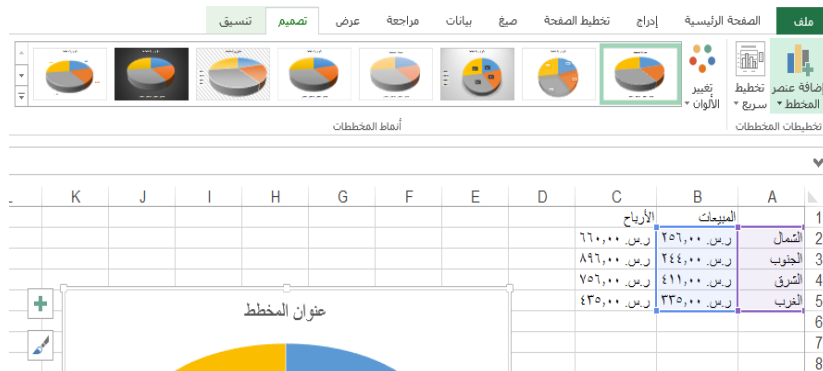 ملف الصفحة الرئيسية إدراج تخطيط الصفحة صيغ بيانات مراجعة عرض تصميم تنسيق
إضافة عنصر المخطط
تخطيط سريع
تغيير الألوان
تخطيطات المخططات أنماط المخططات
A B C D E F G H I J K
1 المبيعات الأرباح
2 الشمال ر.س. ٢٥٦,٠٠ ر.س. ٦٦٠,٠٠
3 الجنوب ر.س. ٢٤٤,٠٠ ر.س. ٨٩٦,٠٠
4 الشرق ر.س. ٤١١,٠٠ ر.س. ٧٥٦,٠٠
5 الغرب ر.س. ٣٣٥,٠٠ ر.س. ٤٣٥,٠٠
6
عنوان المخطط
7
8